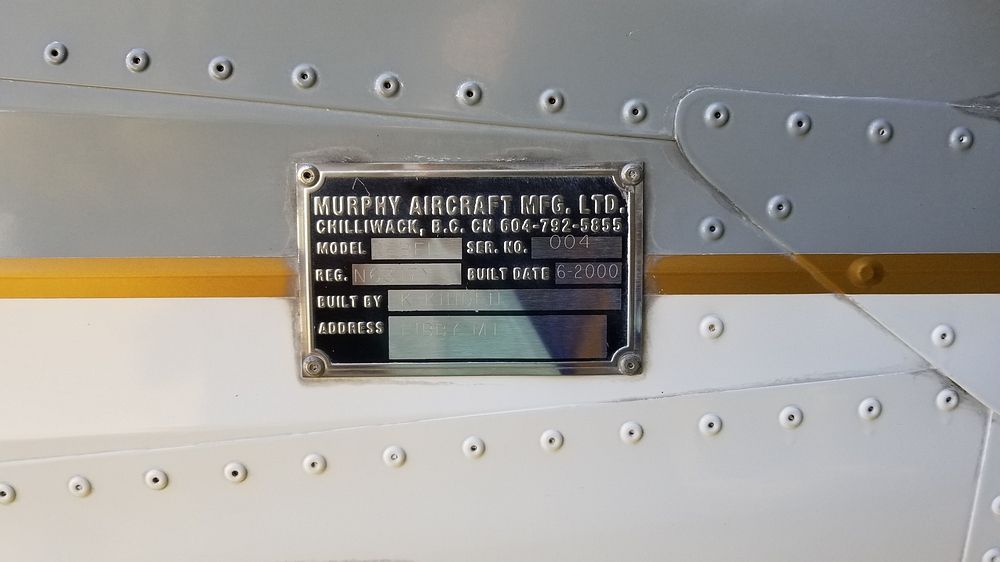 MURPHY AIRCRAFT MFG. LTD.
CHILLIWACK, B.C. CN 604-792-5855
MODEL SER. NO. 004
REG. BUILT DATE 6-2000
BUILT BY
ADDRESS